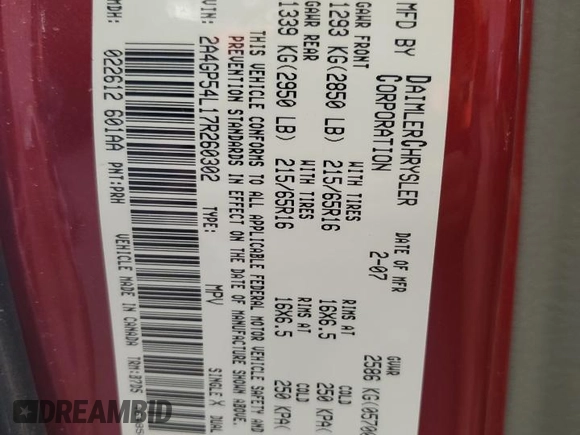 MFD BY DAIMLERCHRYSLER CORPORATION
DATE OF MFR 2-07
GVWR 2586 KG(05700
GAWR FRONT WITH TIRES RIMS AT COLD
1293 KG(2850 LB) 215/65R16 16X6.5 250 KPA(
GAWR REAR WITH TIRES RIMS AT COLD
1339 KG(2950 LB) 215/65R16 16X6.5 250 KPA(
THIS VEHICLE CONFORMS TO ALL APPLICABLE FEDERAL MOTOR VEHICLE SAFETY
PREVENTION STANDARDS IN EFFECT ON THE DATE OF MANUFACTURE SHOWN ABOVE.
VIN: 2A4GP54L17R260302 TYPE: MPV SINGLE X DUAL
MDH: 022612 601AA PNT:PRH VEHICLE MADE IN CANADA
DREAMBID